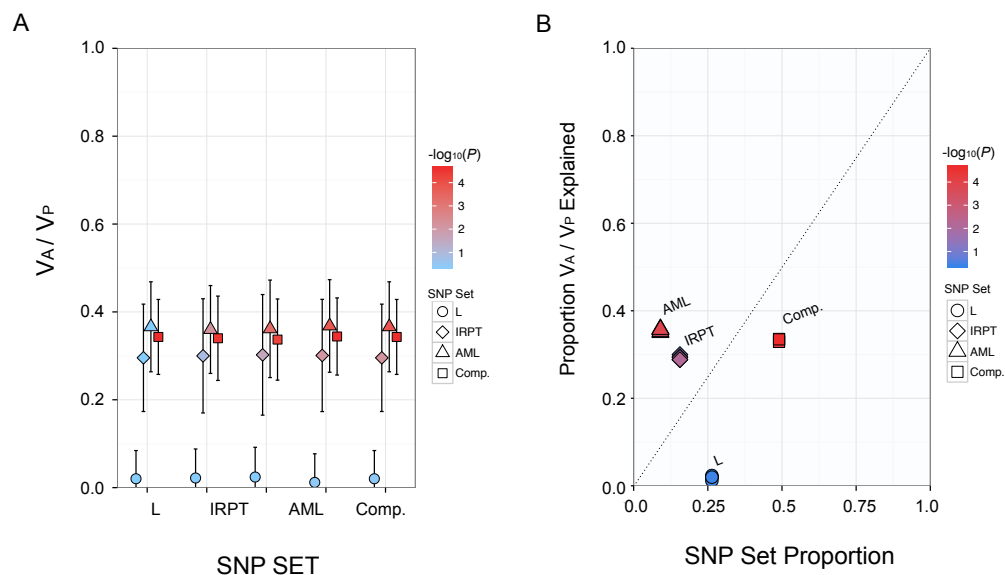 A
1.0
0.8
0.6
0.4
0.2
0.0
VA / VP
L
IRPT
AML
Comp.
SNP SET
-log10(P)
4
3
2
1
SNP Set
L
IRPT
AML
Comp.
B
1.0
0.8
0.6
0.4
0.2
0.0
Proportion VA / VP Explained
AML
IRPT
Comp.
L
0.0
0.25
0.50
0.75
1.0
SNP Set Proportion
-log10(P)
4
3
2
1
SNP Set
L
IRPT
AML
Comp.